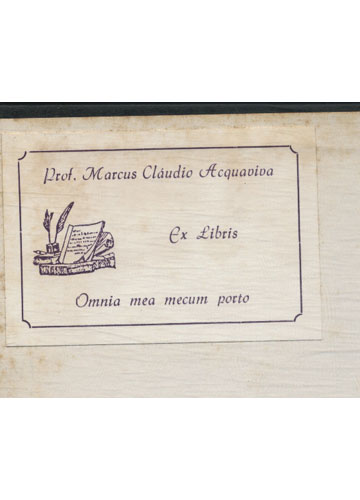 Prof. Marcus Cláudio Acquaviva
Ex Libris
Omnia mea mecum porto